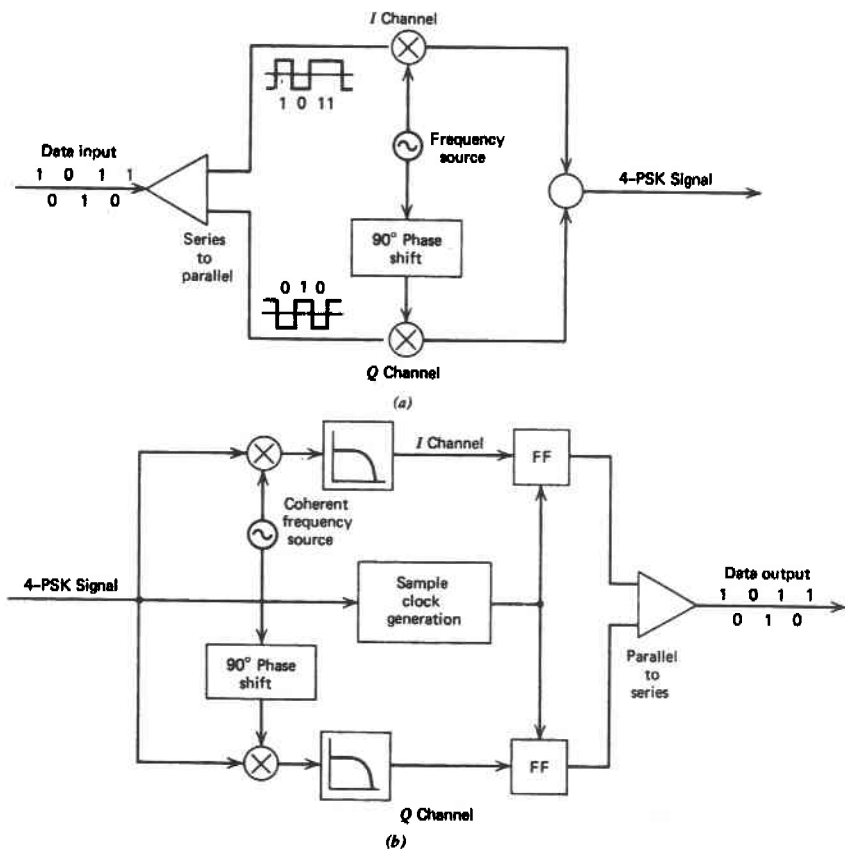 I Channel
1 0 11
Data input
1 0 1 1
0 1 0
Frequency
source
4-PSK Signal
Series
to
parallel
90° Phase
shift
0 1 0
Q Channel
(a)
I Channel
FF
Coherent
frequency
source
4-PSK Signal
Sample
clock
generation
Data output
1 0 1 1
0 1 0
90° Phase
shift
Parallel
to
series
FF
Q Channel
(b)